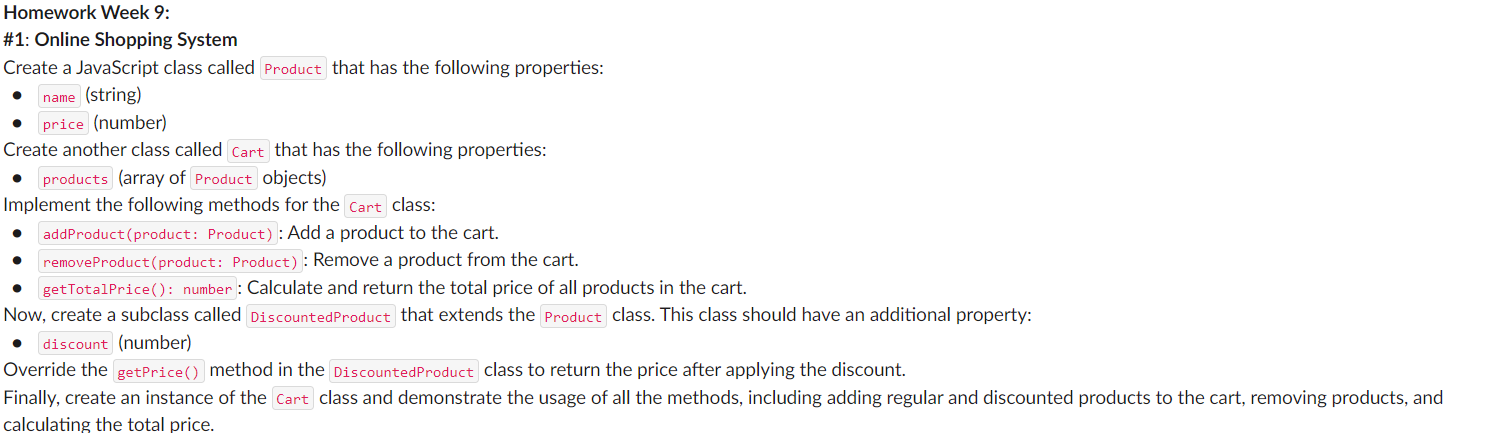 Homework Week 9:
#1: Online Shopping System
Create a JavaScript class called Product that has the following properties:
• name (string)
• price (number)
Create another class called Cart that has the following properties:
• products (array of Product objects)
Implement the following methods for the Cart class:
• addProduct(product: Product): Add a product to the cart.
• removeProduct(product: Product): Remove a product from the cart.
• getTotalPrice(): number: Calculate and return the total price of all products in the cart.
Now, create a subclass called DiscountedProduct that extends the Product class. This class should have an additional property:
• discount (number)
Override the getPrice() method in the DiscountedProduct class to return the price after applying the discount.
Finally, create an instance of the Cart class and demonstrate the usage of all the methods, including adding regular and discounted products to the cart, removing products, and
calculating the total price.